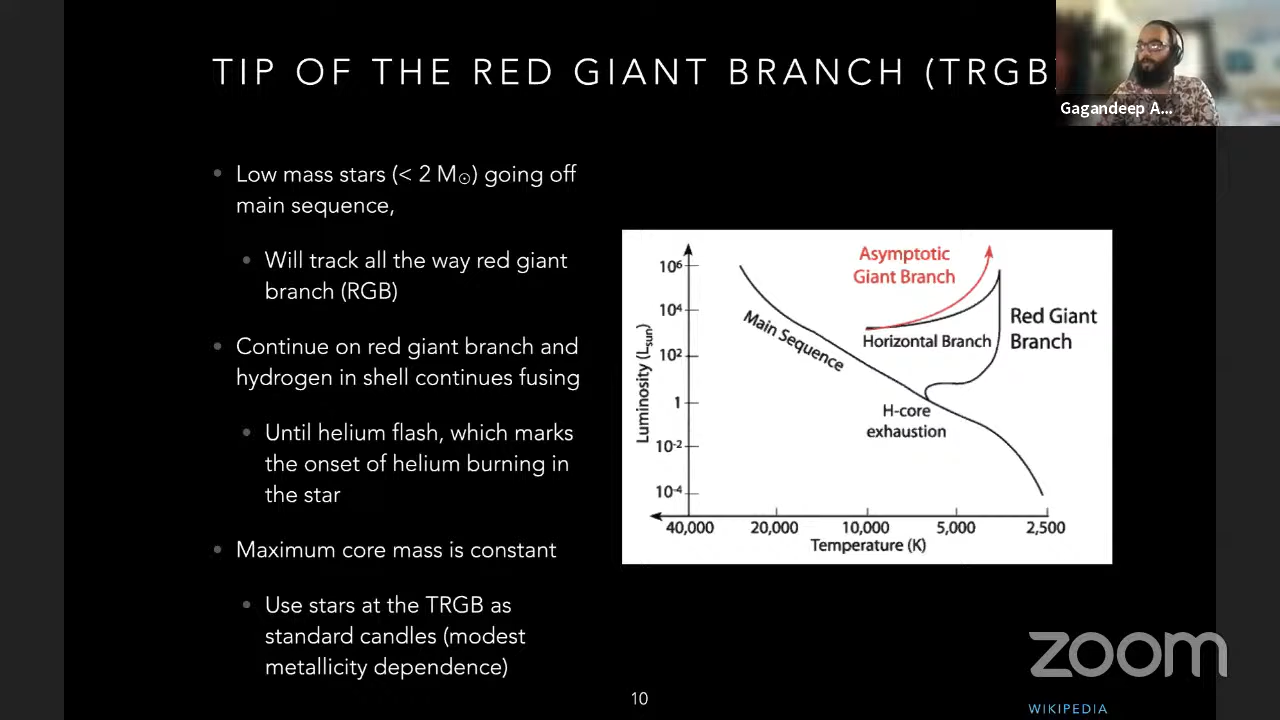 TIP OF THE RED GIANT BRANCH (TRGB)
Gagandeep A...
• Low mass stars (< 2 M☉) going off
main sequence,
• Will track all the way red giant
branch (RGB)
• Continue on red giant branch and
hydrogen in shell continues fusing
• Until helium flash, which marks
the onset of helium burning in
the star
• Maximum core mass is constant
• Use stars at the TRGB as
standard candles (modest
metallicity dependence)
Asymptotic
Giant Branch
Red Giant
Branch
Horizontal Branch
Main Sequence
H-core
exhaustion
Luminosity (Lsun)
10⁶
10⁴
10²
1
10⁻²
10⁻⁴
40,000 20,000 10,000 5,000 2,500
Temperature (K)
zoom
10
WIKIPEDIA